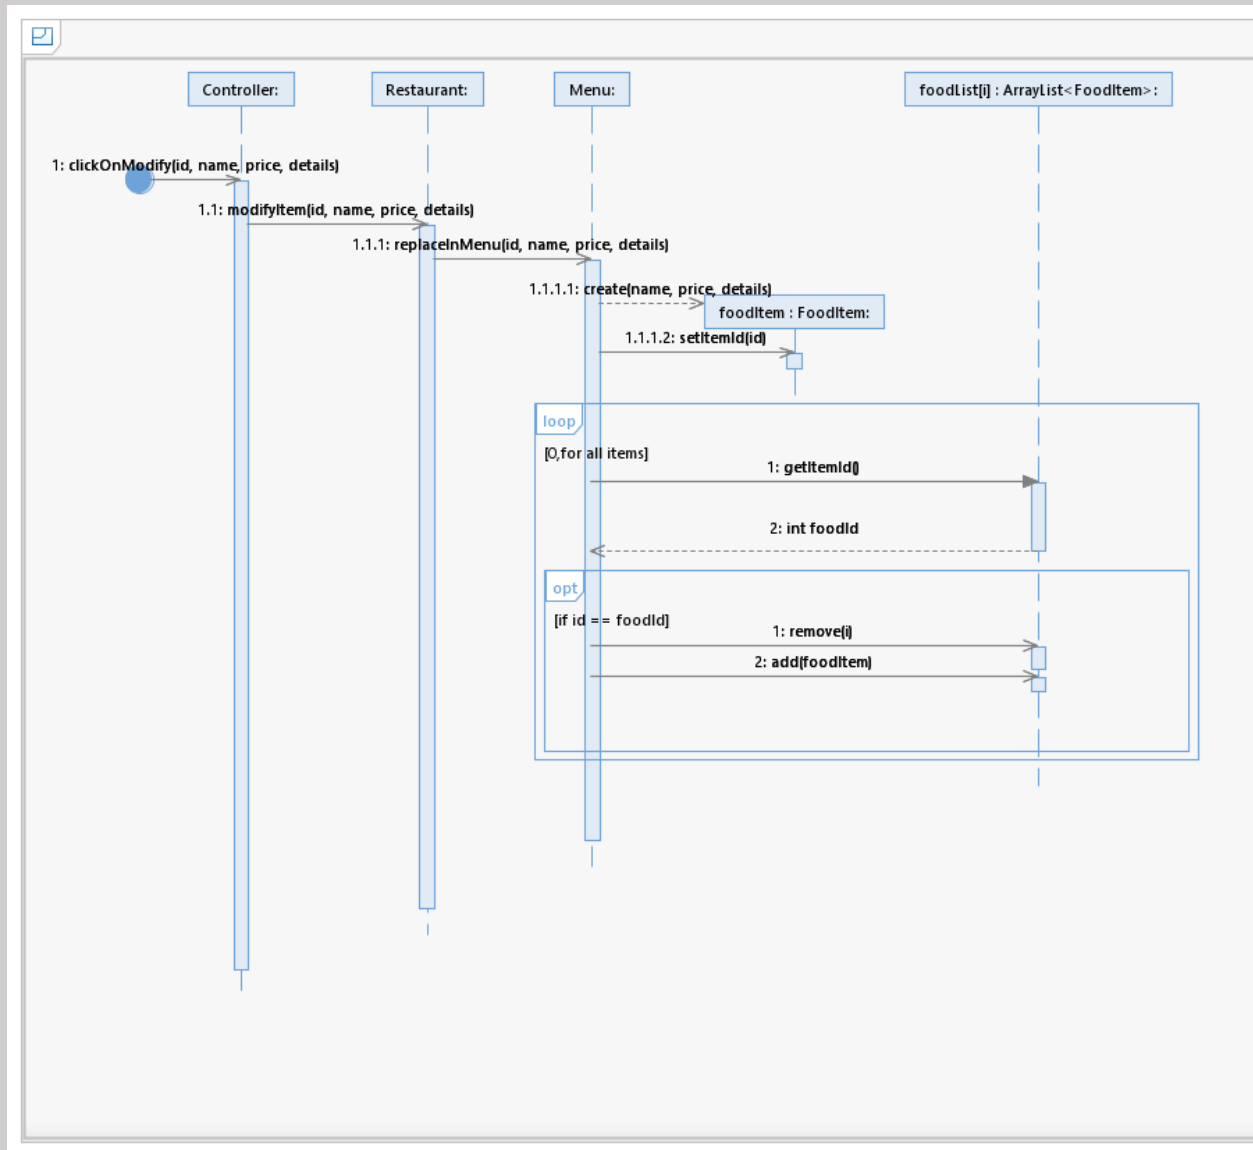 Controller:
Restaurant:
Menu:
foodList[i] : ArrayList<FoodItem>:
1: clickOnModify(id, name, price, details)
1.1: modifyItem(id, name, price, details)
1.1.1: replaceInMenu(id, name, price, details)
1.1.1.1: create(name, price, details)
foodItem : FoodItem:
1.1.1.2: setItemId(id)
loop
[0,for all items]
1: getItemId()
2: int foodId
opt
[if id == foodId]
1: remove(i)
2: add(foodItem)